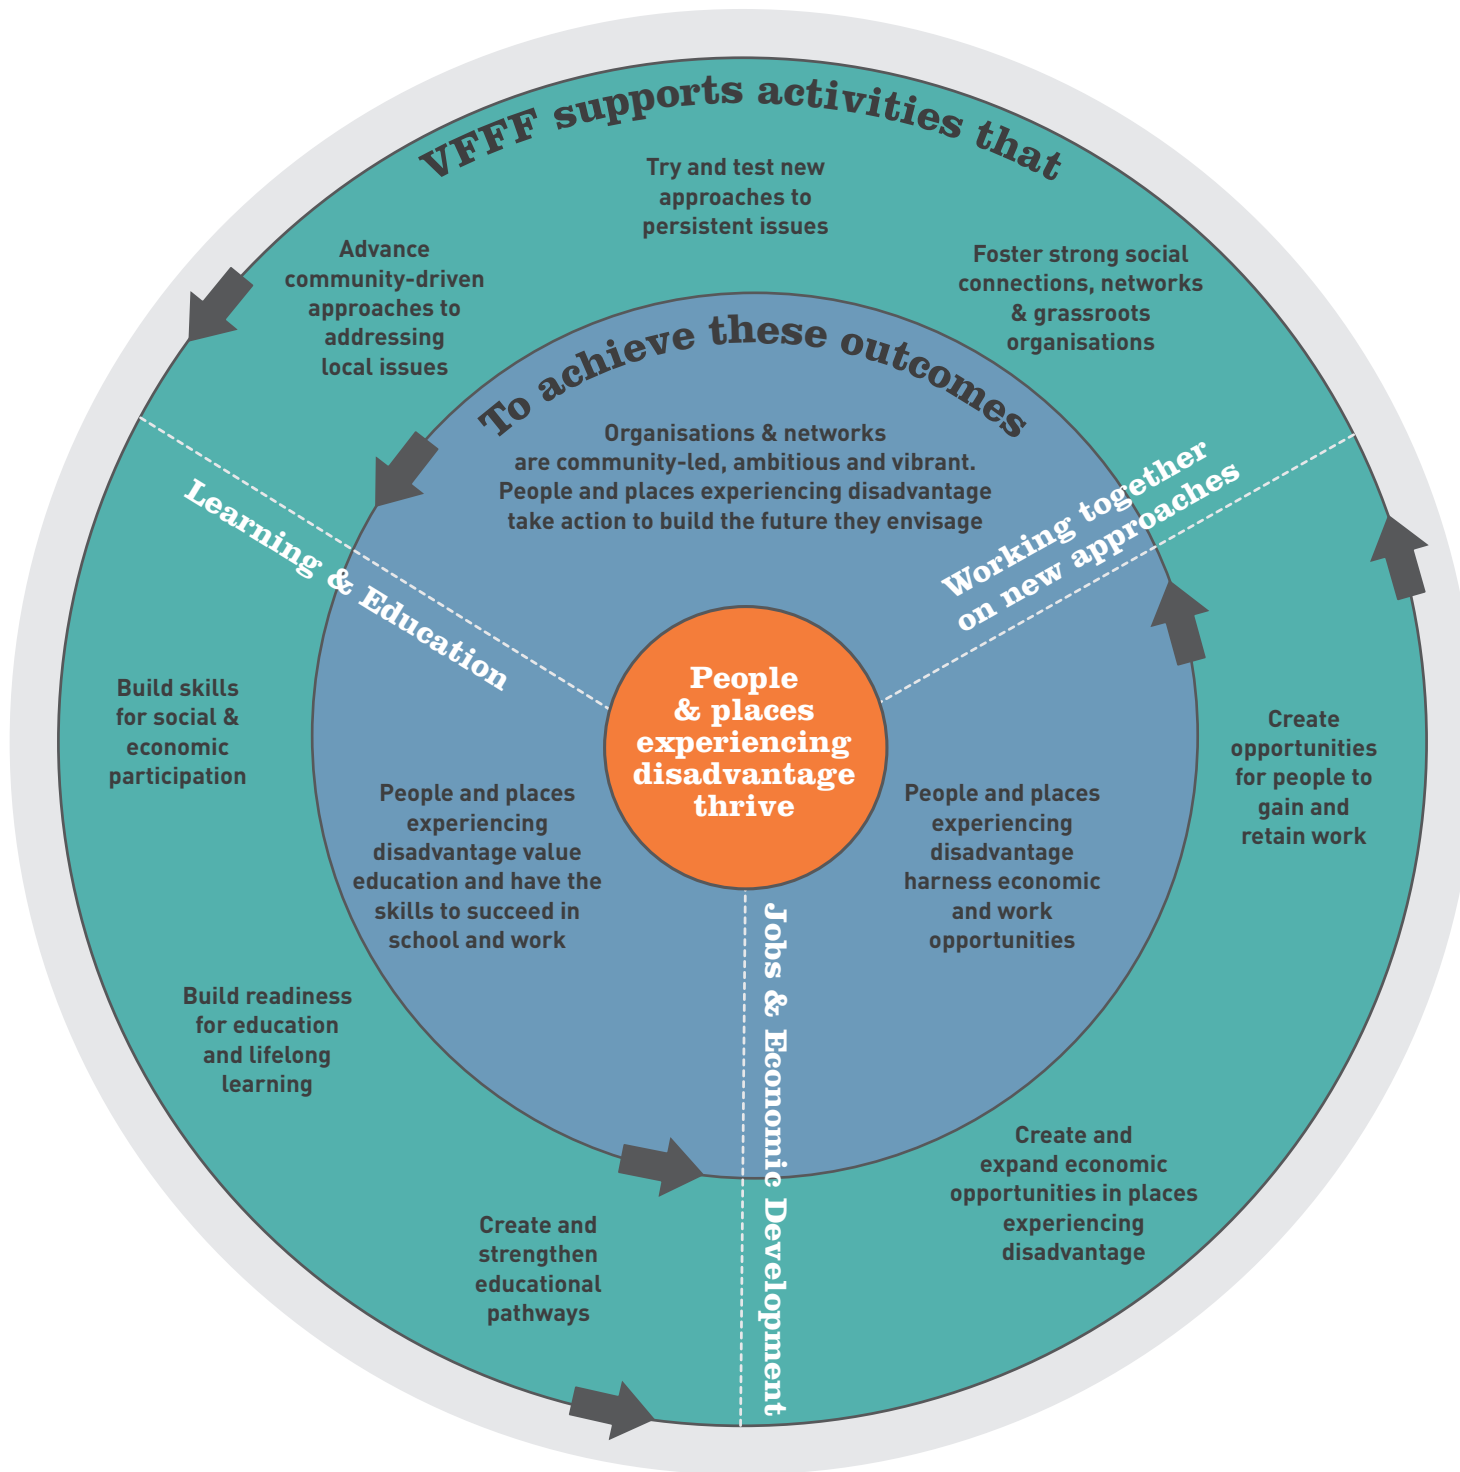 VFFF supports activities that
Try and test new
approaches to
persistent issues
Advance
community-driven
approaches to
addressing
local issues
Foster strong social
connections, networks
& grassroots
organisations
To achieve these outcomes
Organisations & networks
are community-led, ambitious and vibrant.
People and places experiencing disadvantage
take action to build the future they envisage
Learning & Education
Working together
on new approaches
People
& places
experiencing
disadvantage
thrive
Build skills
for social &
economic
participation
People and places
experiencing
disadvantage value
education and have the
skills to succeed in
school and work
People and places
experiencing
disadvantage
harness economic
and work
opportunities
Create
opportunities
for people to
gain and
retain work
Jobs & Economic Development
Build readiness
for education
and lifelong
learning
Create and
strengthen
educational
pathways
Create and
expand economic
opportunities in places
experiencing
disadvantage